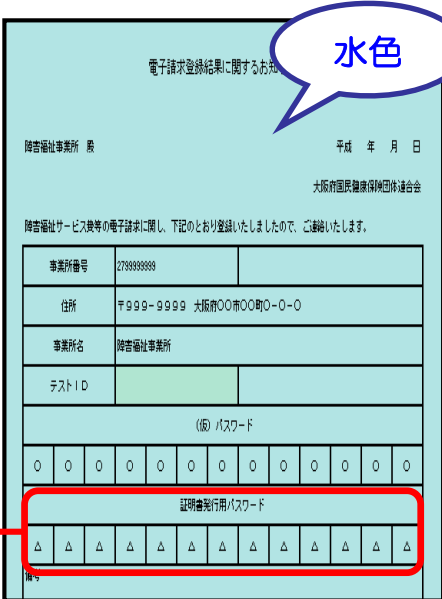 水色
電子請求登録結果に関するお知
障害福祉事業所 殿
平成 年 月 日
大阪府国民健康保険団体連合会
障害福祉サービス費等の電子請求に関し、下記のとおり登録いたしましたので、ご連絡いたします。
事業所番号 2799999999
住所 〒999-9999 大阪府○○市○○町○-○-○
事業所名 障害福祉事業所
テストID
(仮)パスワード
○ ○ ○ ○ ○ ○ ○ ○ ○ ○ ○ ○ ○
証明書発行用パスワード
△ △ △ △ △ △ △ △ △ △ △ △ △
備考